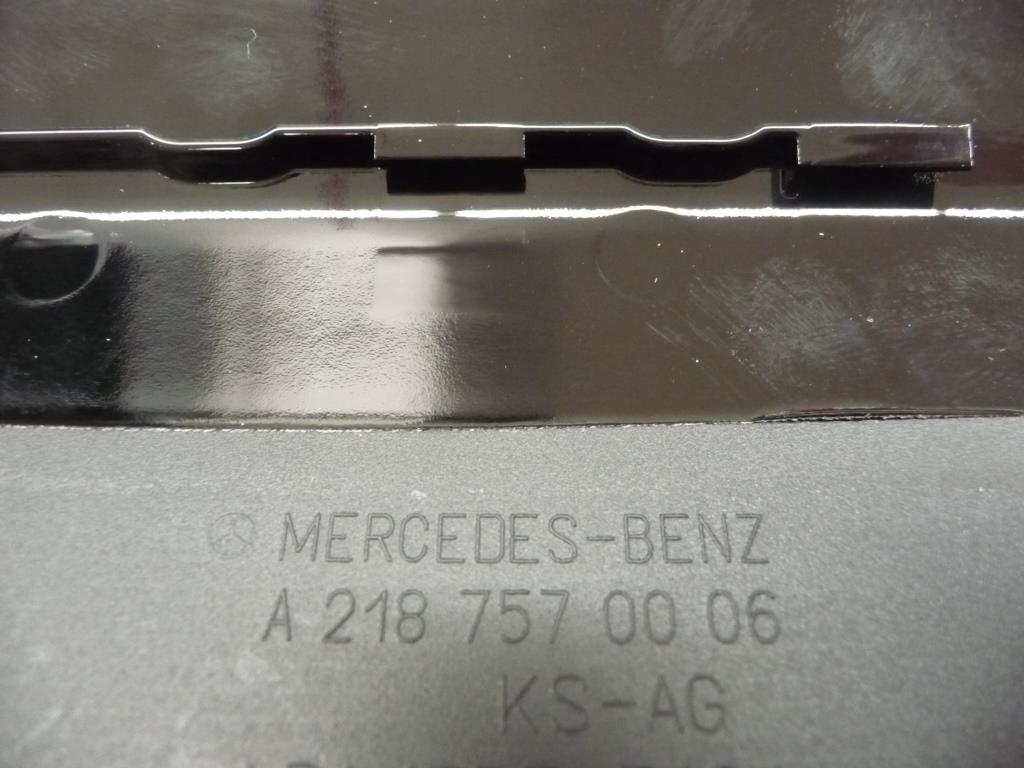 MERCEDES-BENZ
A 218 757 00 06
KS-AG